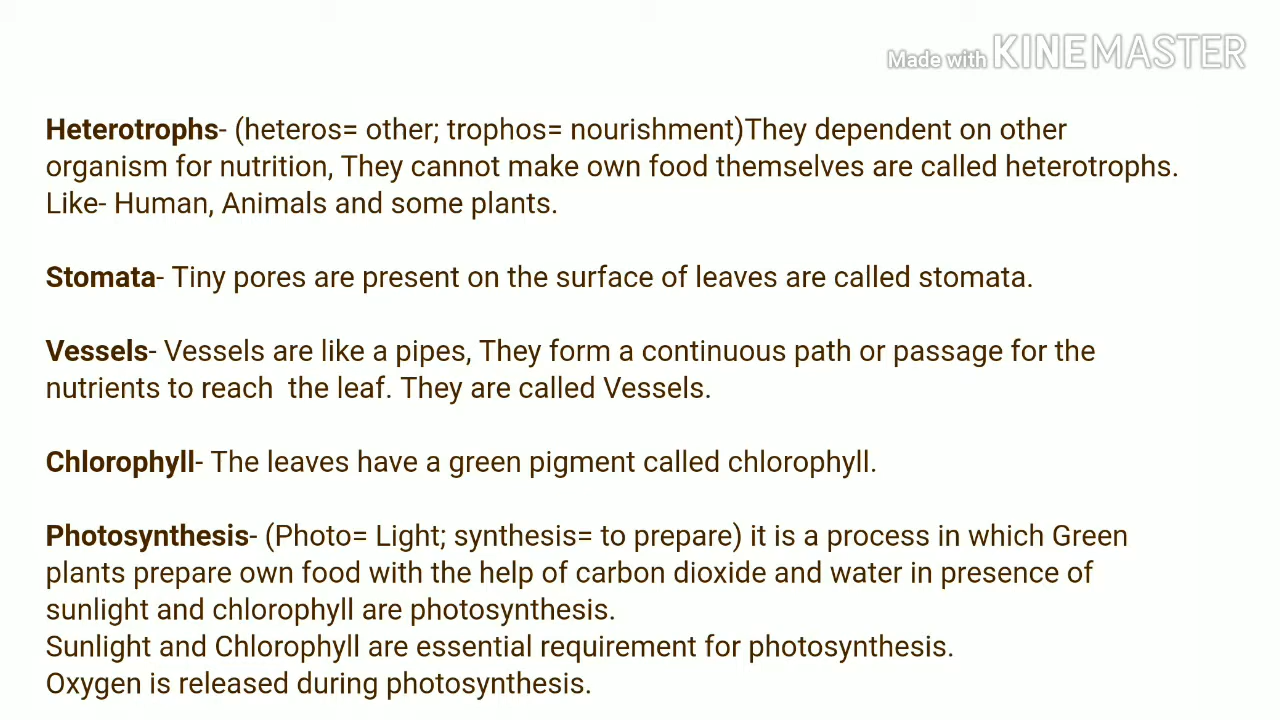 Made with KINEMASTER
Heterotrophs- (heteros= other; trophos= nourishment)They dependent on other
organism for nutrition, They cannot make own food themselves are called heterotrophs.
Like- Human, Animals and some plants.
Stomata- Tiny pores are present on the surface of leaves are called stomata.
Vessels- Vessels are like a pipes, They form a continuous path or passage for the
nutrients to reach  the leaf. They are called Vessels.
Chlorophyll- The leaves have a green pigment called chlorophyll.
Photosynthesis- (Photo= Light; synthesis= to prepare) it is a process in which Green
plants prepare own food with the help of carbon dioxide and water in presence of
sunlight and chlorophyll are photosynthesis.
Sunlight and Chlorophyll are essential requirement for photosynthesis.
Oxygen is released during photosynthesis.